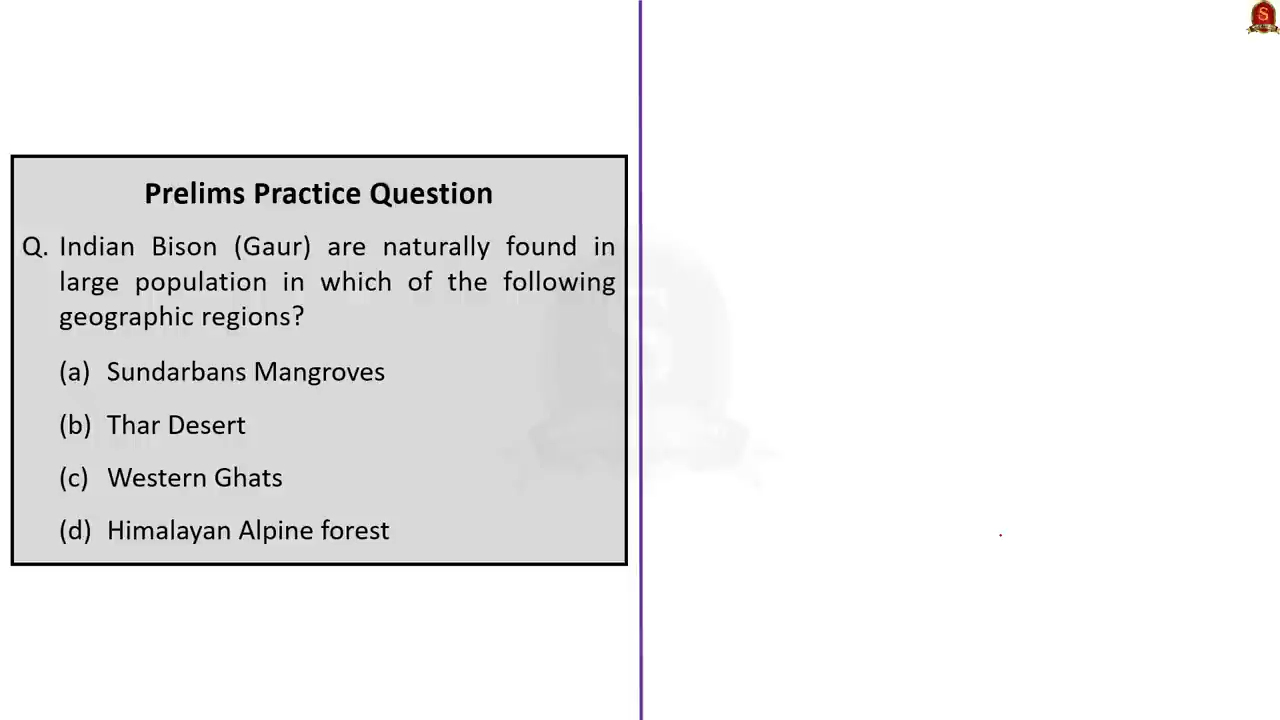 Prelims Practice Question
Q. Indian Bison (Gaur) are naturally found in
large population in which of the following
geographic regions?
(a) Sundarbans Mangroves
(b) Thar Desert
(c) Western Ghats
(d) Himalayan Alpine forest
S